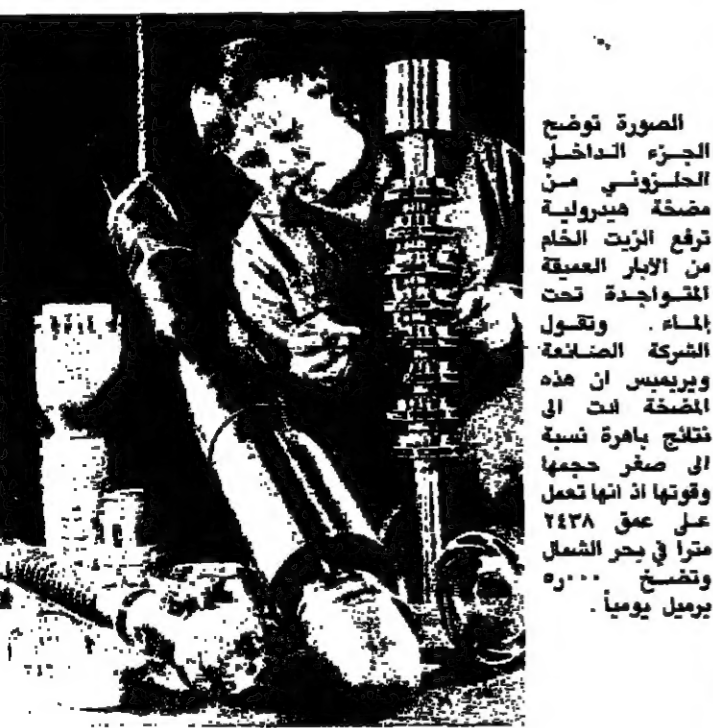 الصورة توضح
الجزء الداخلي
الحلزوني من
مضخة هيدرولية
ترفع الزيت الخام
من الابار العميقة
المتواجدة تحت
الماء . وتقول
الشركة الصانعة
ويريميس ان هذه
المضخة ادت الى
نتائج باهرة نسبة
الى صغر حجمها
وقوتها اذ انها تعمل
على عمق ٢٤٣٨
مترا في بحر الشمال
وتضخ ٥٫٠٠٠
برميل يومياً .